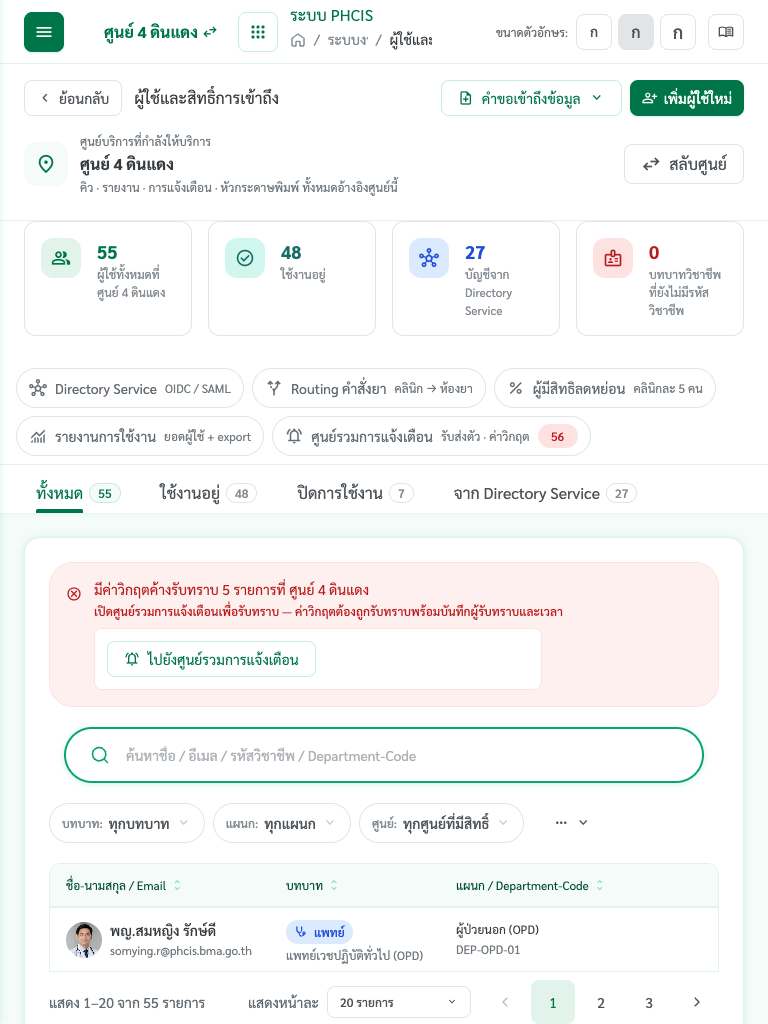 ศูนย์ 4 ดินแดง
ระบบ PHCIS
/ ระบบง / ผู้ใช้และ
ขนาดตัวอักษร: ก ก ก
ย้อนกลับ
ผู้ใช้และสิทธิ์การเข้าถึง
คำขอเข้าถึงข้อมูล
เพิ่มผู้ใช้ใหม่
ศูนย์บริการที่กำลังให้บริการ
ศูนย์ 4 ดินแดง
คิว · รายงาน · การแจ้งเตือน · หัวกระดาษพิมพ์ ทั้งหมดอ้างอิงศูนย์นี้
สลับศูนย์
55
ผู้ใช้ทั้งหมดที่
ศูนย์ 4 ดินแดง
48
ใช้งานอยู่
27
บัญชีจาก
Directory
Service
0
บทบาทวิชาชีพ
ที่ยังไม่มีรหัส
วิชาชีพ
Directory Service OIDC / SAML
Routing คำสั่งยา คลินิก → ห้องยา
ผู้มีสิทธิลดหย่อน คลินิกละ 5 คน
รายงานการใช้งาน ยอดผู้ใช้ + export
ศูนย์รวมการแจ้งเตือน รับส่งตัว · ค่าวิกฤต 56
ทั้งหมด 55
ใช้งานอยู่ 48
ปิดการใช้งาน 7
จาก Directory Service 27
มีค่าวิกฤตค้างรับทราบ 5 รายการที่ ศูนย์ 4 ดินแดง
เปิดศูนย์รวมการแจ้งเตือนเพื่อรับทราบ — ค่าวิกฤตต้องถูกรับทราบพร้อมบันทึกผู้รับทราบและเวลา
ไปยังศูนย์รวมการแจ้งเตือน
ค้นหาชื่อ / อีเมล / รหัสวิชาชีพ / Department-Code
บทบาท: ทุกบทบาท
แผนก: ทุกแผนก
ศูนย์: ทุกศูนย์ที่มีสิทธิ์
ชื่อ-นามสกุล / Email
บทบาท
แผนก / Department-Code
พญ.สมหญิง รักษ์ดี
somying.r@phcis.bma.go.th
แพทย์
แพทย์เวชปฏิบัติทั่วไป (OPD)
ผู้ป่วยนอก (OPD)
DEP-OPD-01
แสดง 1–20 จาก 55 รายการ
แสดงหน้าละ 20 รายการ
1 2 3